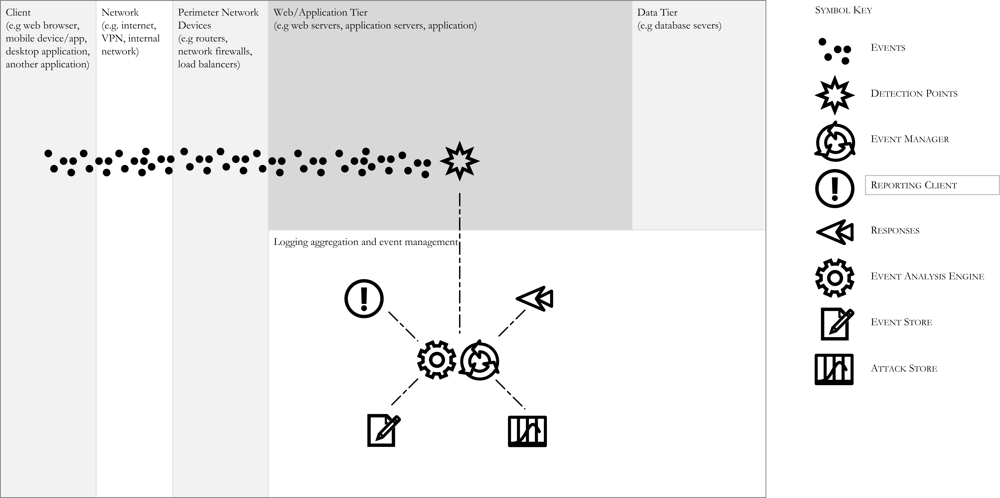 Client
(e.g web browser,
mobile device/app,
desktop application,
another application)
Network
(e.g. internet,
VPN, internal
network)
Perimeter Network
Devices
(e.g routers,
network firewalls,
load balancers)
Web/Application Tier
(e.g web servers, application servers, application)
Data Tier
(e.g database severs)
Logging aggregation and event management
SYMBOL KEY
EVENTS
DETECTION POINTS
EVENT MANAGER
REPORTING CLIENT
RESPONSES
EVENT ANALYSIS ENGINE
EVENT STORE
ATTACK STORE